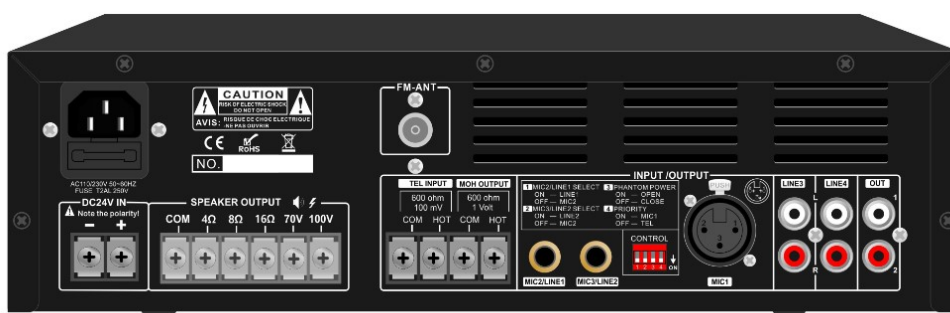 FM-ANT
CAUTION
RISK OF ELECTRIC SHOCK
DO NOT OPEN
AVIS: RISQUE DE CHOC ELECTRIQUE
-NE PAS OUVRIR
CE RoHS
NO.
AC110/230V 50~60HZ
FUSE T2AL 250V
DC24V IN
Note the polarity!
− +
SPEAKER OUTPUT
COM 4Ω 8Ω 16Ω 70V 100V
TEL INPUT MOH OUTPUT
600 ohm 600 ohm
100 mV 1 Volt
COM HOT COM HOT
INPUT /OUTPUT
1 MIC2/LINE1 SELECT
ON — LINE1
OFF — MIC2
2 MIC3/LINE2 SELECT
ON — LINE2
OFF — MIC2
3 PHANTOM POWER
ON — OPEN
OFF — CLOSE
4 PRIORITY
ON — MIC1
OFF — TEL
CONTROL
1 2 3 4 ON
MIC2/LINE1 MIC3/LINE2
PUSH
MIC1
LINE3 LINE4 OUT
L 1
R 2